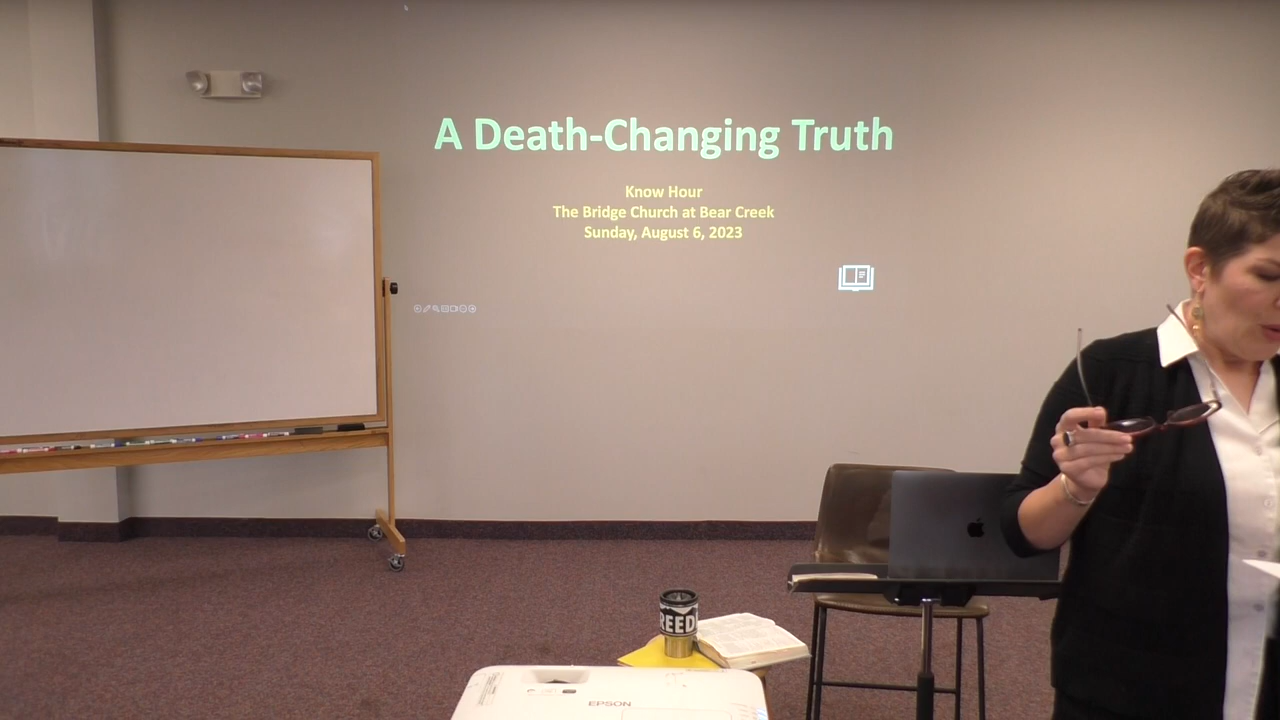 A Death-Changing Truth
Know Hour
The Bridge Church at Bear Creek
Sunday, August 6, 2023
REED
EPSON